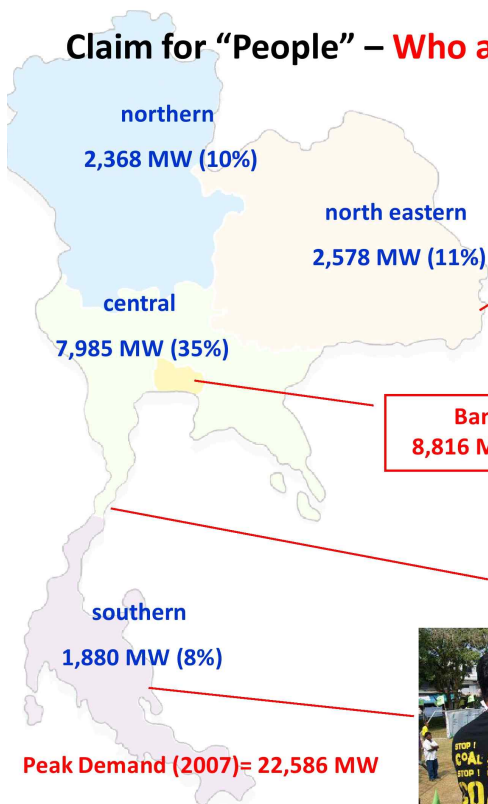 Claim for “People” – Who a
northern
2,368 MW (10%)
north eastern
2,578 MW (11%)
central
7,985 MW (35%)
8,816 M
southern
1,880 MW (8%)
STOP !
COAL
STOP !
Peak Demand (2007)= 22,586 MW